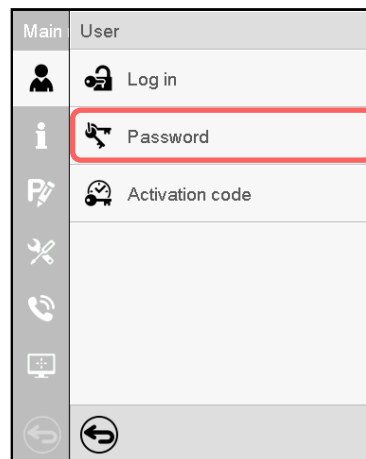 Main
User
Log in
Password
Activation code